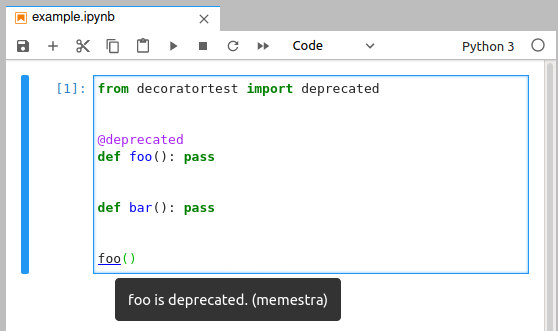 example.ipynb
Code
Python 3
[1]: from decoratortest import deprecated
@deprecated
def foo(): pass
def bar(): pass
foo()
foo is deprecated. (memestra)